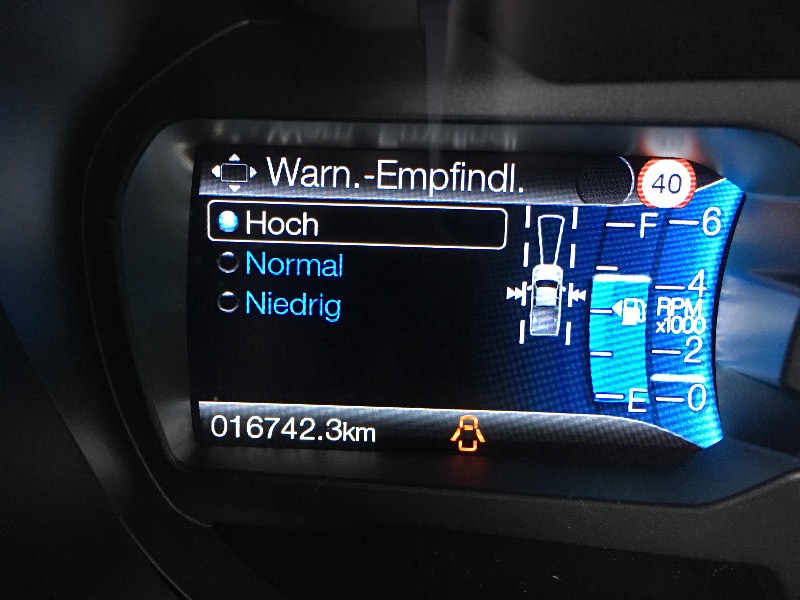 Warn.-Empfindl.
40
Hoch
Normal
Niedrig
F
6
4
RPM
x1000
2
E
0
016742.3km